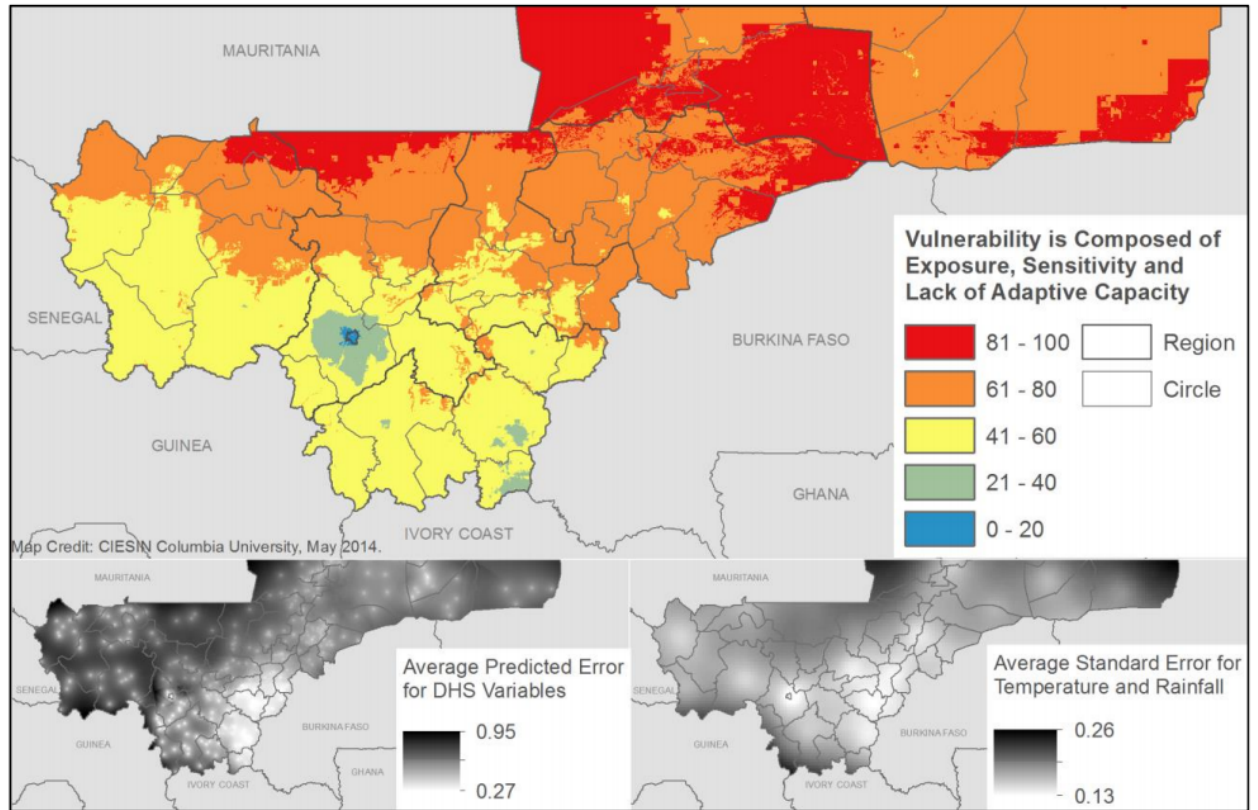 MAURITANIA
SENEGAL
GUINEA
IVORY COAST
BURKINA FASO
GHANA
Vulnerability is Composed of
Exposure, Sensitivity and
Lack of Adaptive Capacity
81 - 100
Region
61 - 80
Circle
41 - 60
21 - 40
0 - 20
Map Credit: CIESIN Columbia University, May 2014.
MAURITANIA
SENEGAL
GUINEA
IVORY COAST
BURKINA FASO
GHANA
Average Predicted Error
for DHS Variables
0.95
0.27
MAURITANIA
SENEGAL
GUINEA
IVORY COAST
BURKINA FASO
GHANA
Average Standard Error for
Temperature and Rainfall
0.26
0.13